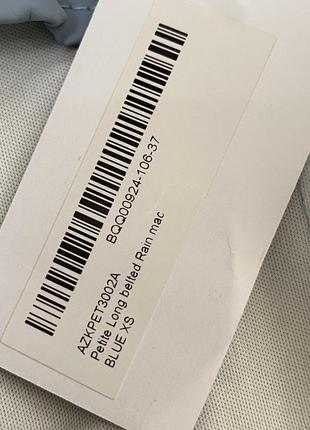 BQQ00924-106-37
AZKPET3002A
Petite Long belted Rain mac
BLUE XS